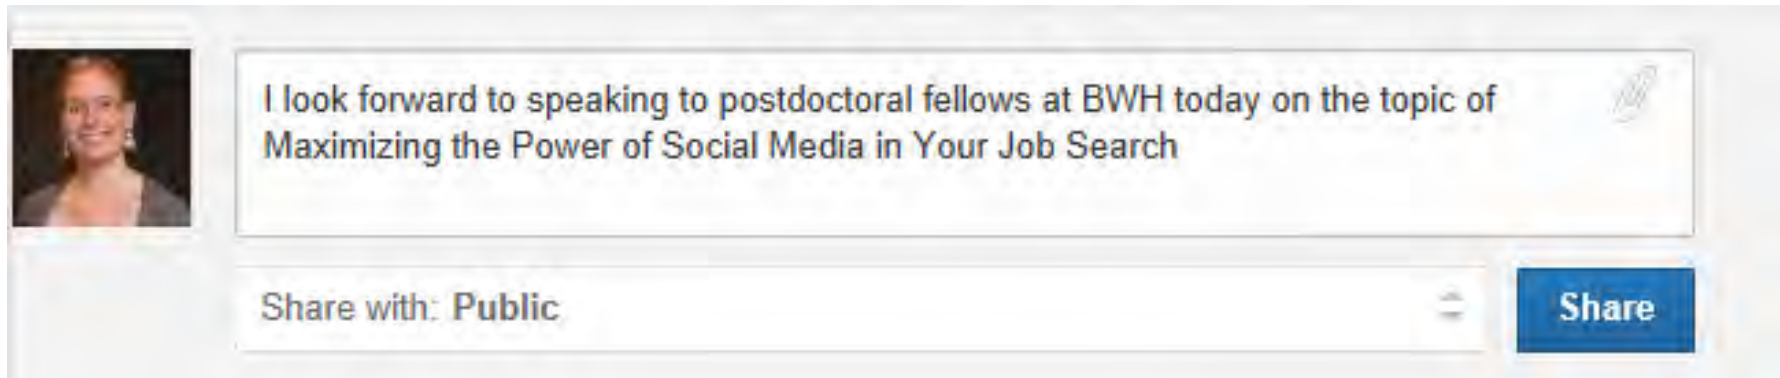 I look forward to speaking to postdoctoral fellows at BWH today on the topic of
Maximizing the Power of Social Media in Your Job Search
Share with: Public
Share